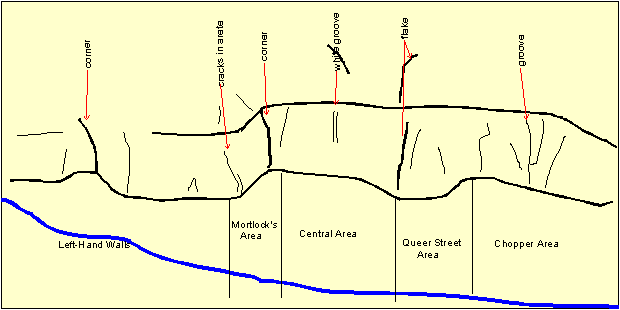 corner
cracks in arete
corner
white groove
flake
groove
Left-Hand Walls
Mortlock's
Area
Central Area
Queer Street
Area
Chopper Area